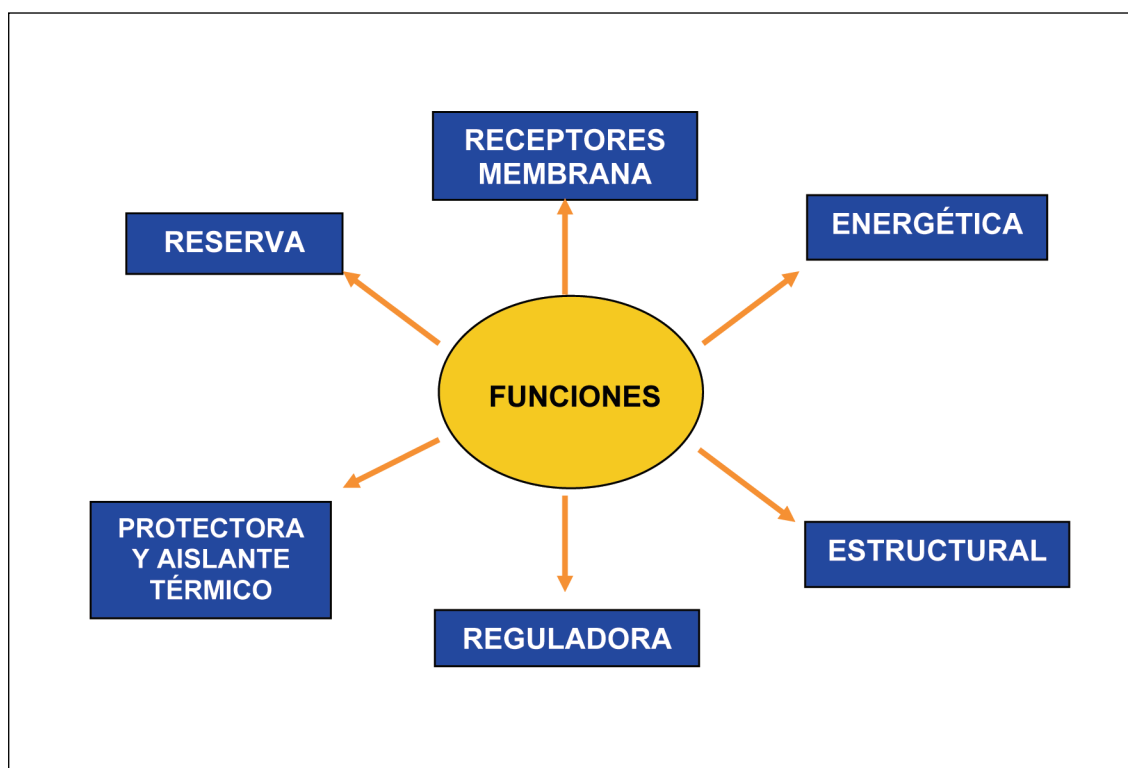 RECEPTORES
MEMBRANA
ENERGÉTICA
RESERVA
FUNCIONES
PROTECTORA
Y AISLANTE
TÉRMICO
ESTRUCTURAL
REGULADORA